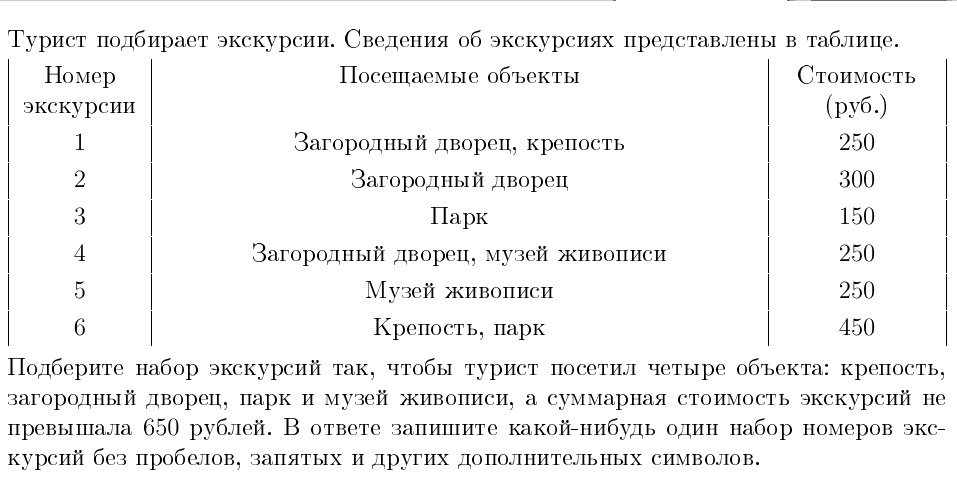 Турист подбирает экскурсии. Сведения об экскурсиях представлены в таблице.
Номер экскурсии Посещаемые объекты Стоимость (руб.)
1 Загородный дворец, крепость 250
2 Загородный дворец 300
3 Парк 150
4 Загородный дворец, музей живописи 250
5 Музей живописи 250
6 Крепость, парк 450
Подберите набор экскурсий так, чтобы турист посетил четыре объекта: крепость,
загородный дворец, парк и музей живописи, а суммарная стоимость экскурсий не
превышала 650 рублей. В ответе запишите какой-нибудь один набор номеров экс-
курсий без пробелов, запятых и других дополнительных символов.